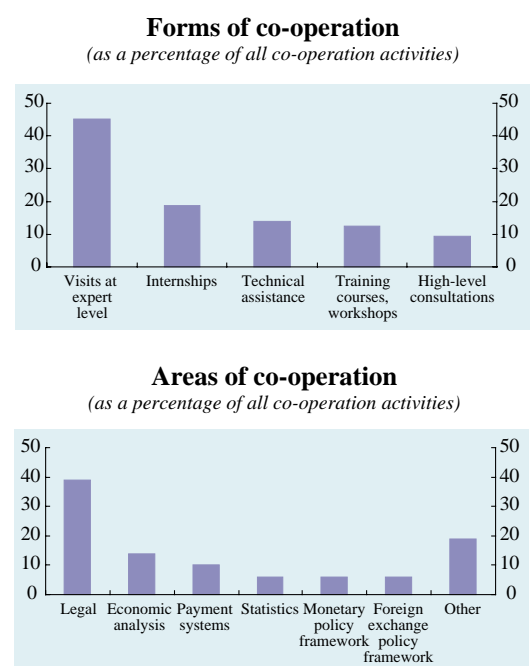 Forms of co-operation
(as a percentage of all co-operation activities)
50 50
40 40
30 30
20 20
10 10
0 0
Visits at expert level Internships Technical assistance Training courses, workshops High-level consultations
Areas of co-operation
(as a percentage of all co-operation activities)
50 50
40 40
30 30
20 20
10 10
0 0
Legal Economic analysis Payment systems Statistics Monetary policy framework Foreign exchange policy framework Other